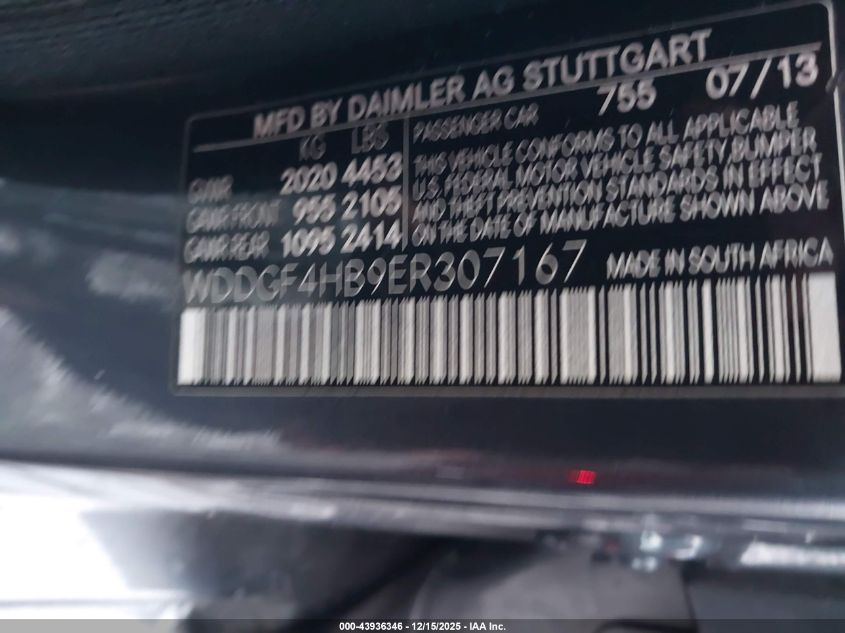 MFD BY DAIMLER AG STUTTGART
KG LBS
GVWR 2020 4453
GAWR FRONT 955 2105
GAWR REAR 1095 2414
755 07/13
PASSENGER CAR
THIS VEHICLE CONFORMS TO ALL APPLICABLE
U.S. FEDERAL MOTOR VEHICLE SAFETY, BUMPER
AND THEFT PREVENTION STANDARDS IN EFFECT
ON THE DATE OF MANUFACTURE SHOWN ABOVE
WDDGF4HB9ER307167 MADE IN SOUTH AFRICA
000-43936346 - 12/15/2025 - IAA Inc.